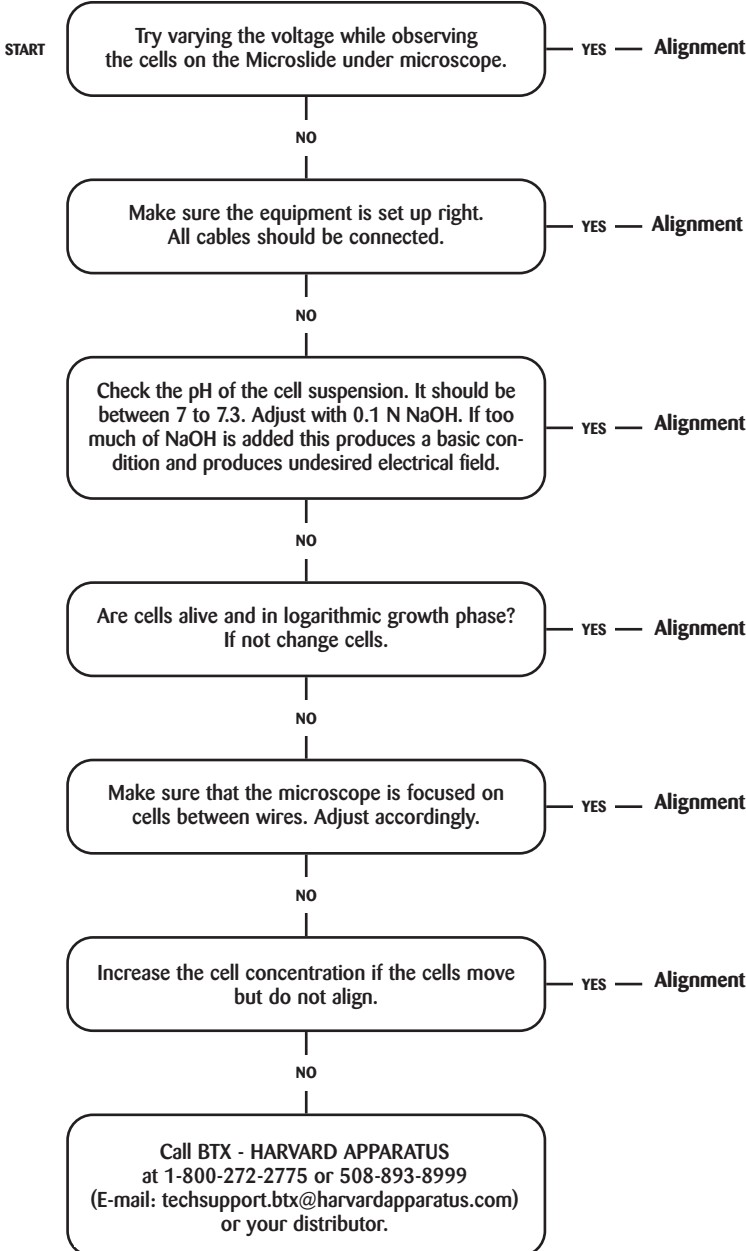 START
Try varying the voltage while observing
the cells on the Microslide under microscope.
YES
Alignment
NO
Make sure the equipment is set up right.
All cables should be connected.
YES
Alignment
NO
Check the pH of the cell suspension. It should be
between 7 to 7.3. Adjust with 0.1 N NaOH. If too
much of NaOH is added this produces a basic con-
dition and produces undesired electrical field.
YES
Alignment
NO
Are cells alive and in logarithmic growth phase?
If not change cells.
YES
Alignment
NO
Make sure that the microscope is focused on
cells between wires. Adjust accordingly.
YES
Alignment
NO
Increase the cell concentration if the cells move
but do not align.
YES
Alignment
NO
Call BTX - HARVARD APPARATUS
at 1-800-272-2775 or 508-893-8999
(E-mail: techsupport.btx@harvardapparatus.com)
or your distributor.